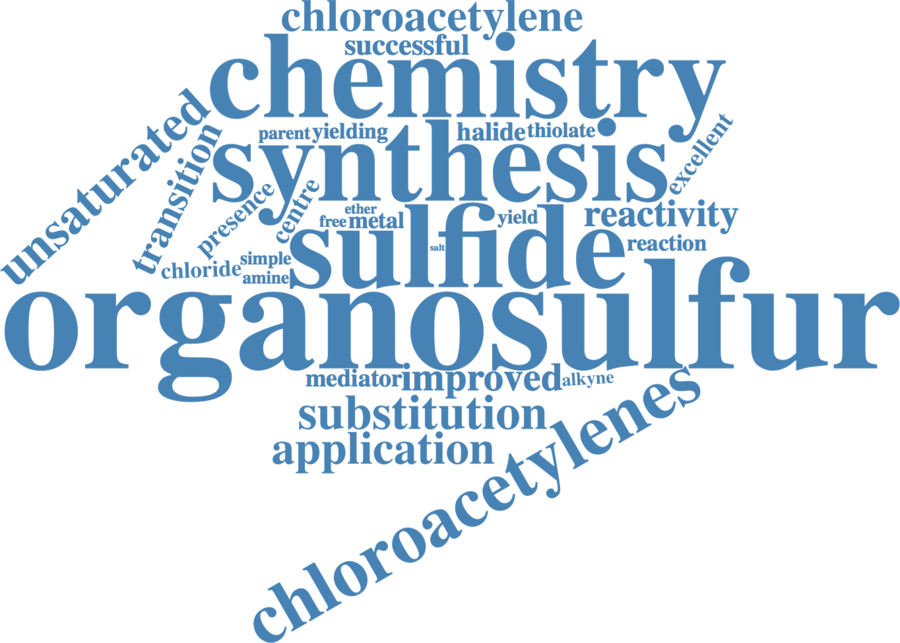 chloroacetylene
successful
chemistry
unsaturated
transition
parent yielding
halide thiolate
excellent
synthesis
presence
centre
ether
free metal
yield
reactivity
salt
sulfide
reaction
simple
chloride
amine
organosulfur
mediator improved alkyne
substitution
application
chloroacetylenes